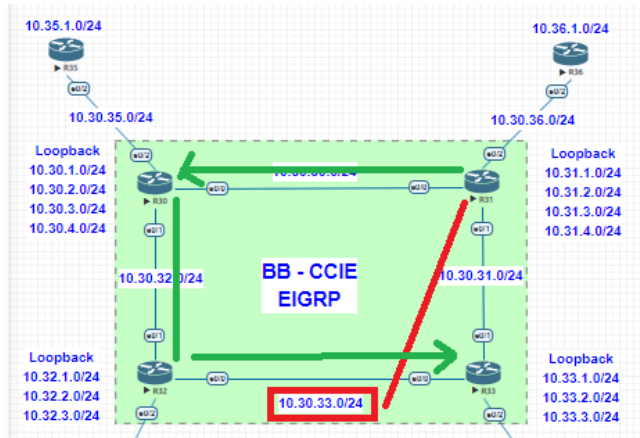 10.35.1.0/24
10.36.1.0/24
R35
R36
e0/2
e0/2
10.30.35.0/24
10.30.36.0/24
Loopback
10.30.1.0/24
10.30.2.0/24
10.30.3.0/24
10.30.4.0/24
e0/2
e0/2
Loopback
10.31.1.0/24
10.31.2.0/24
10.31.3.0/24
10.31.4.0/24
e0/0
e0/0
R30
R31
e0/1
e0/1
10.30.32.0/24
BB - CCIE
EIGRP
10.30.31.0/24
e0/1
e0/1
Loopback
10.32.1.0/24
10.32.2.0/24
10.32.3.0/24
e0/0
e0/0
R32
R33
10.30.33.0/24
Loopback
10.33.1.0/24
10.33.2.0/24
10.33.3.0/24
e0/2
e0/2